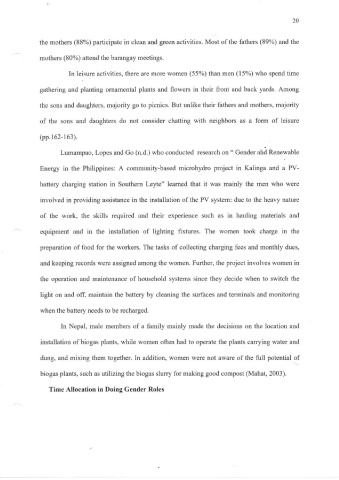 20
the mothers (88%) participate in clean and green activities. Most of the fathers (89%) and the
mothers (80%) attend the barangay meetings.
In leisure activities, there are more women (55%) than men (15%) who spend time
gathering and planting ornamental plants and flowers in their front and back yards. Among
the sons and daughters, majority go to picnics. But unlike their fathers and mothers, majority
of the sons and daughters do not consider chatting with neighbors as a form of leisure
(pp.162-163).
Lumampao, Lopes and Go (n.d.) who conducted research on “ Gender and Renewable
Energy in the Philippines: A community-based microhydro project in Kalinga and a PV-
battery charging station in Southern Leyte” learned that it was mainly the men who were
involved in providing assistance in the installation of the PV system: due to the heavy nature
of the work, the skills required and their experience such as in hauling materials and
equipment and in the installation of lighting fixtures. The women took charge in the
preparation of food for the workers. The tasks of collecting charging fees and monthly dues,
and keeping records were assigned among the women. Further, the project involves women in
the operation and maintenance of household systems since they decide when to switch the
light on and off, maintain the battery by cleaning the surfaces and terminals and monitoring
when the battery needs to be recharged.
In Nepal, male members of a family mainly made the decisions on the location and
installation of biogas plants, while women often had to operate the plants carrying water and
dung, and mixing them together. In addition, women were not aware of the full potential of
biogas plants, such as utilizing the biogas slurry for making good compost (Mahat, 2003).
Time Allocation in Doing Gender Roles